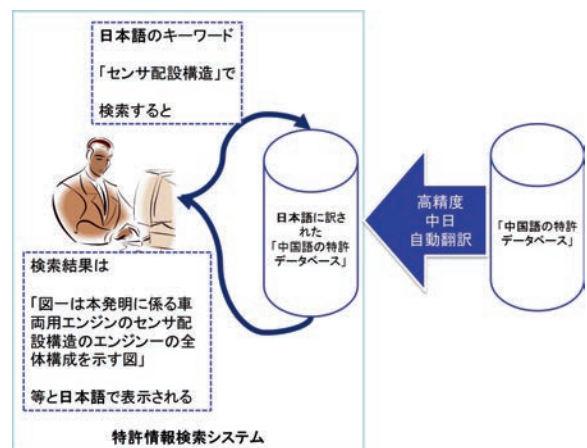 日本語のキーワード
「センサ配設構造」で
検索すると
日本語に訳された
「中国語の特許
データベース」
高精度
中日
自動翻訳
「中国語の特許
データベース」
検索結果は
「図一は本発明に係る車
両用エンジンのセンサ配
設構造のエンジンーの全
体構成を示す図」
等と日本語で表示される
特許情報検索システム